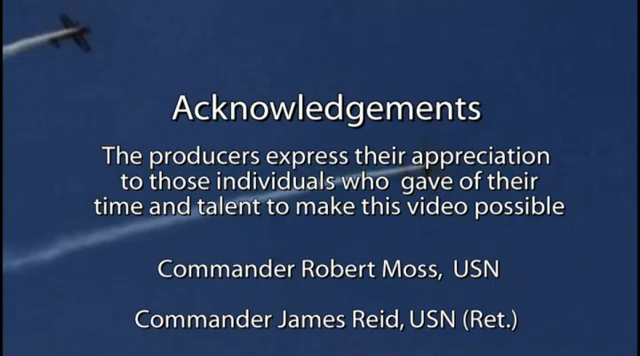 Acknowledgements
The producers express their appreciation
to those individuals who gave of their
time and talent to make this video possible
Commander Robert Moss, USN
Commander James Reid, USN (Ret.)